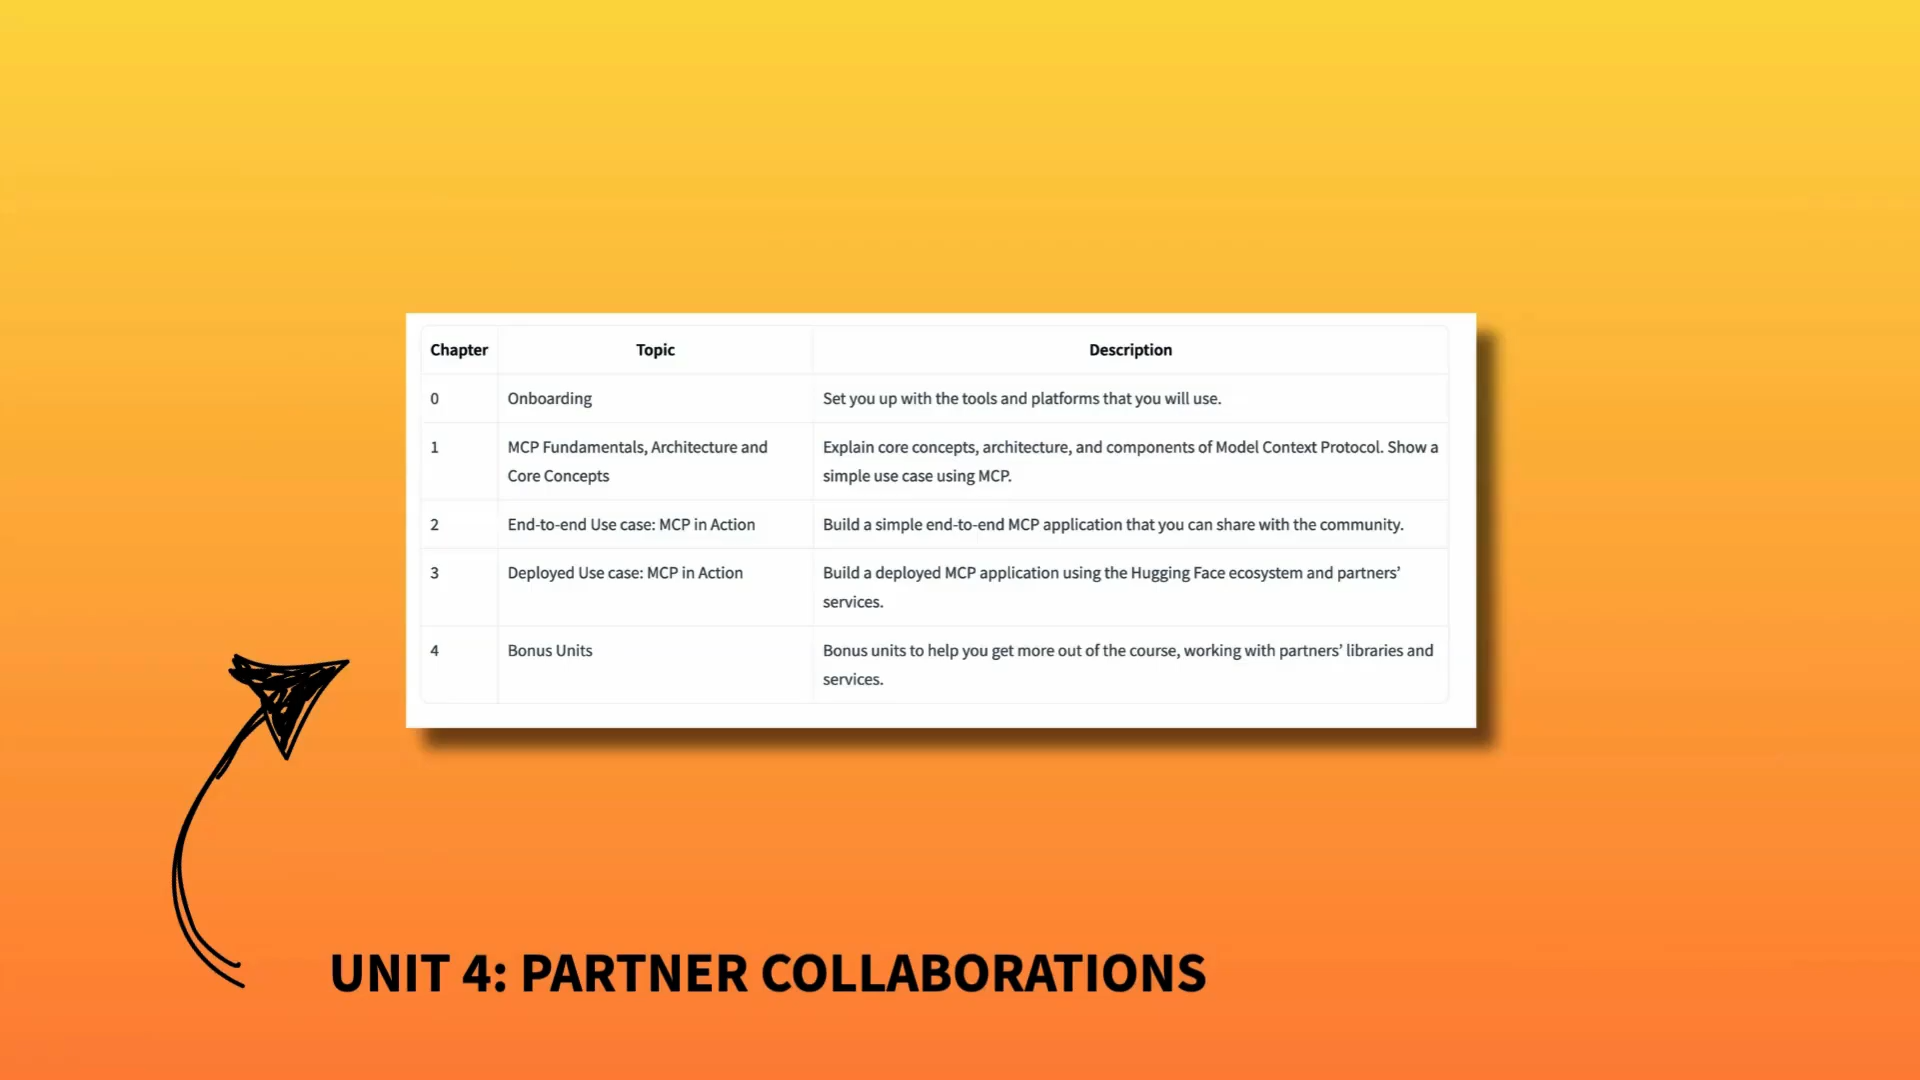 Chapter Topic Description
0 Onboarding Set you up with the tools and platforms that you will use.
1 MCP Fundamentals, Architecture and Explain core concepts, architecture, and components of Model Context Protocol. Show a
Core Concepts simple use case using MCP.
2 End-to-end Use case: MCP in Action Build a simple end-to-end MCP application that you can share with the community.
3 Deployed Use case: MCP in Action Build a deployed MCP application using the Hugging Face ecosystem and partners’
services.
4 Bonus Units Bonus units to help you get more out of the course, working with partners’ libraries and
services.
UNIT 4: PARTNER COLLABORATIONS